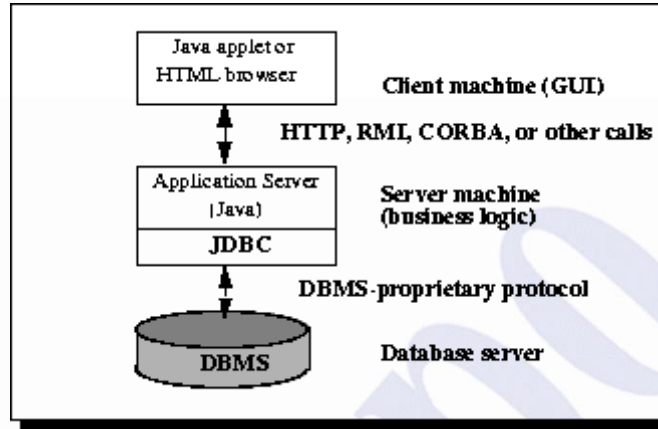 Java applet or
HTML browser
Client machine (GUI)
HTTP, RMI, CORBA, or other calls
Application Server
(Java)
JDBC
Server machine
(business logic)
DBMS-proprietary protocol
DBMS
Database server